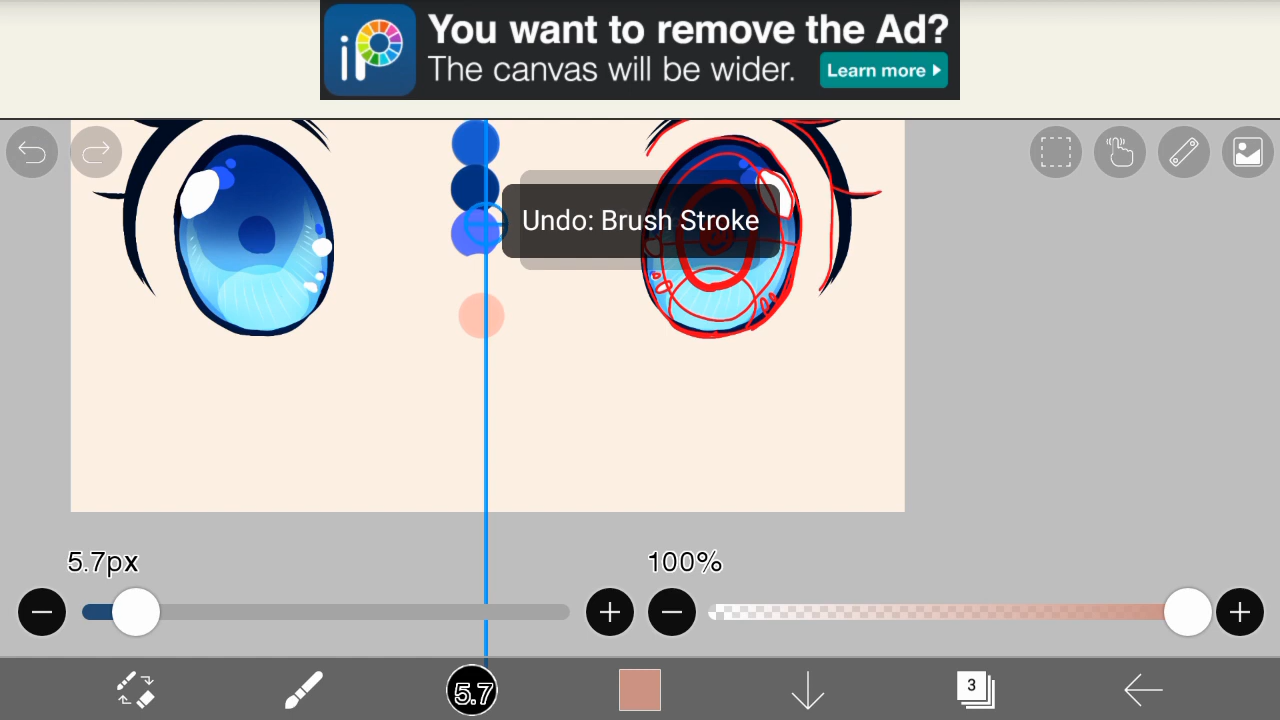 iP
You want to remove the Ad?
The canvas will be wider.
Learn more
Undo: Brush Stroke
5.7px
100%
5.7
3